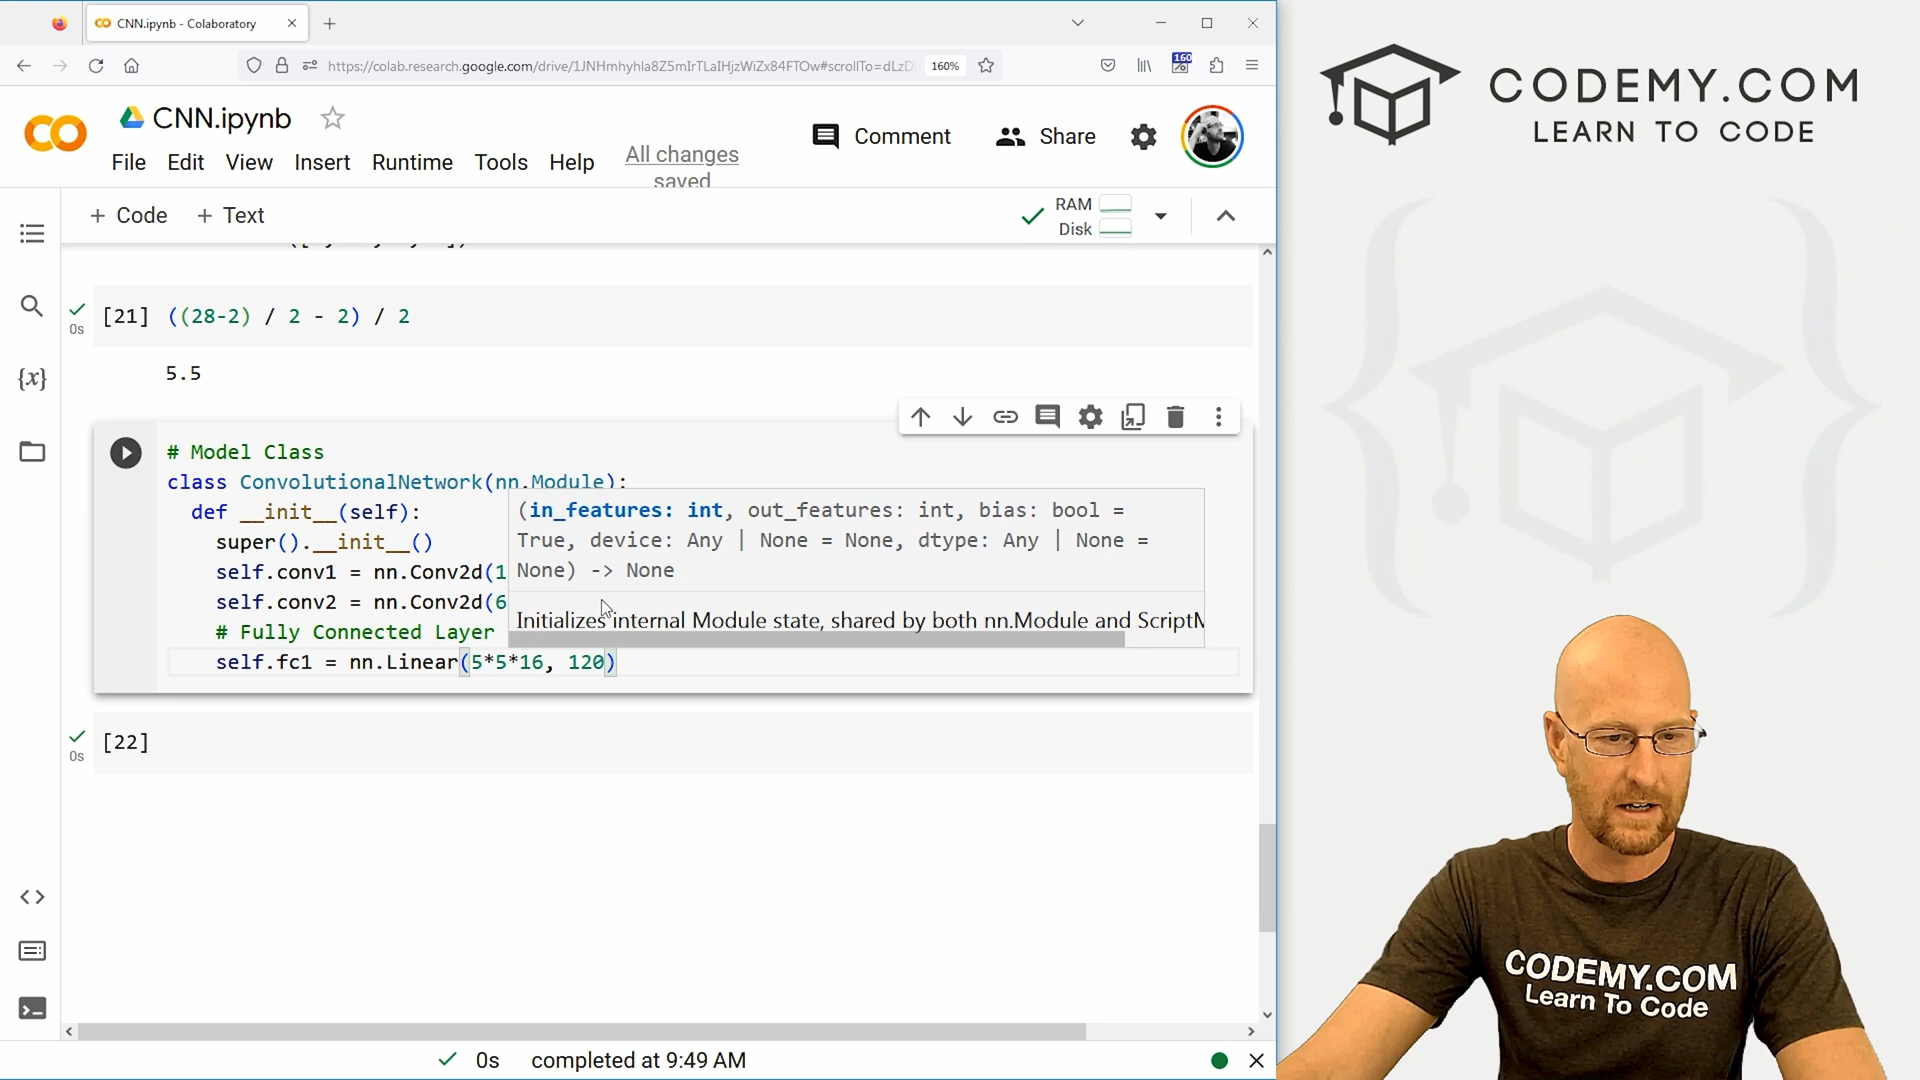 CNN.ipynb - Colaboratory
https://colab.research.google.com/drive/1JNHmhyhla8Z5mIrTLaIHjzWiZx84FTOw#scrollTo=dLzD
160%
160
CNN.ipynb
Comment
Share
File Edit View Insert Runtime Tools Help
All changes
saved
+ Code + Text
RAM
Disk
[21] ((28-2) / 2 - 2) / 2
0s
5.5
# Model Class
class ConvolutionalNetwork(nn.Module):
def __init__(self):
super().__init__()
self.conv1 = nn.Conv2d(1
self.conv2 = nn.Conv2d(6
# Fully Connected Layer
self.fc1 = nn.Linear(5*5*16, 120)
(in_features: int, out_features: int, bias: bool =
True, device: Any | None = None, dtype: Any | None =
None) -> None
Initializes internal Module state, shared by both nn.Module and ScriptM
[22]
0s
0s completed at 9:49 AM
CODEMY.COM
LEARN TO CODE
CODEMY.COM
Learn To Code